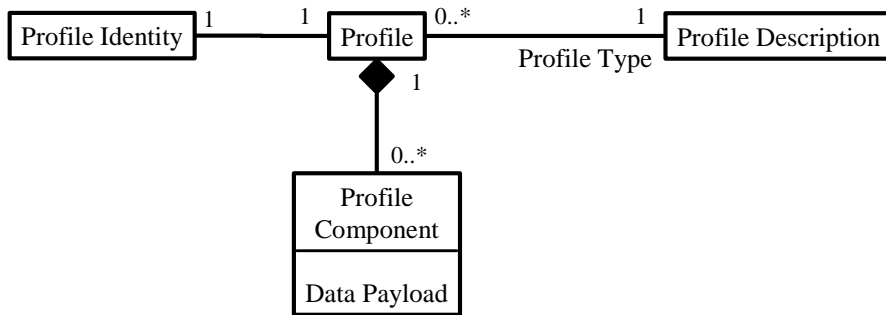 Profile Identity
1
1
Profile
0..*
1
Profile Type
Profile Description
1
0..*
Profile
Component
Data Payload